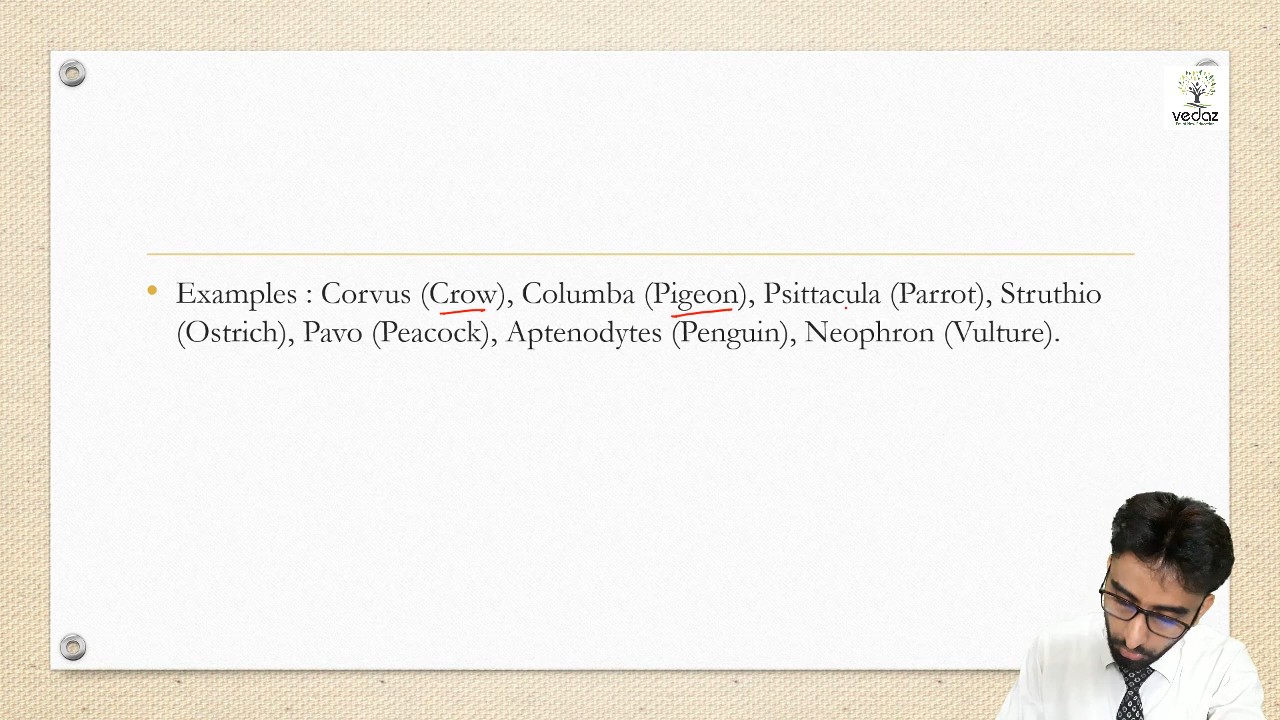 vedaz
Examples : Corvus (Crow), Columba (Pigeon), Psittacula (Parrot), Struthio
(Ostrich), Pavo (Peacock), Aptenodytes (Penguin), Neophron (Vulture).